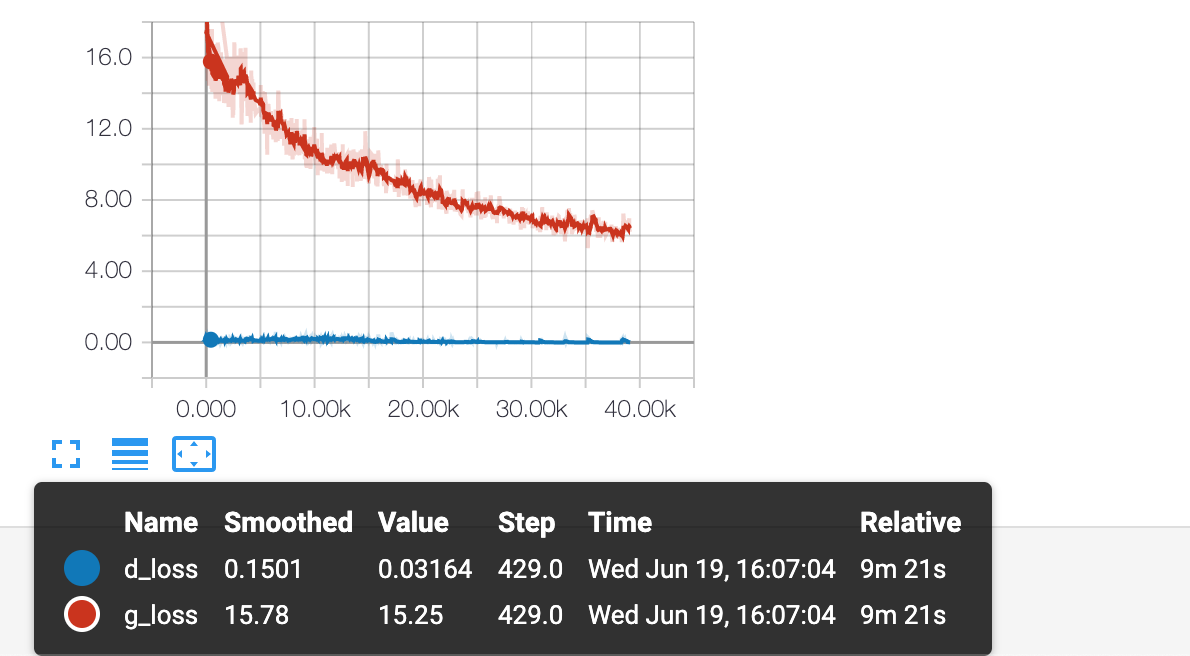 16.0
12.0
8.00
4.00
0.00
0.000 10.00k 20.00k 30.00k 40.00k
Name Smoothed Value Step Time Relative
d_loss 0.1501 0.03164 429.0 Wed Jun 19, 16:07:04 9m 21s
g_loss 15.78 15.25 429.0 Wed Jun 19, 16:07:04 9m 21s